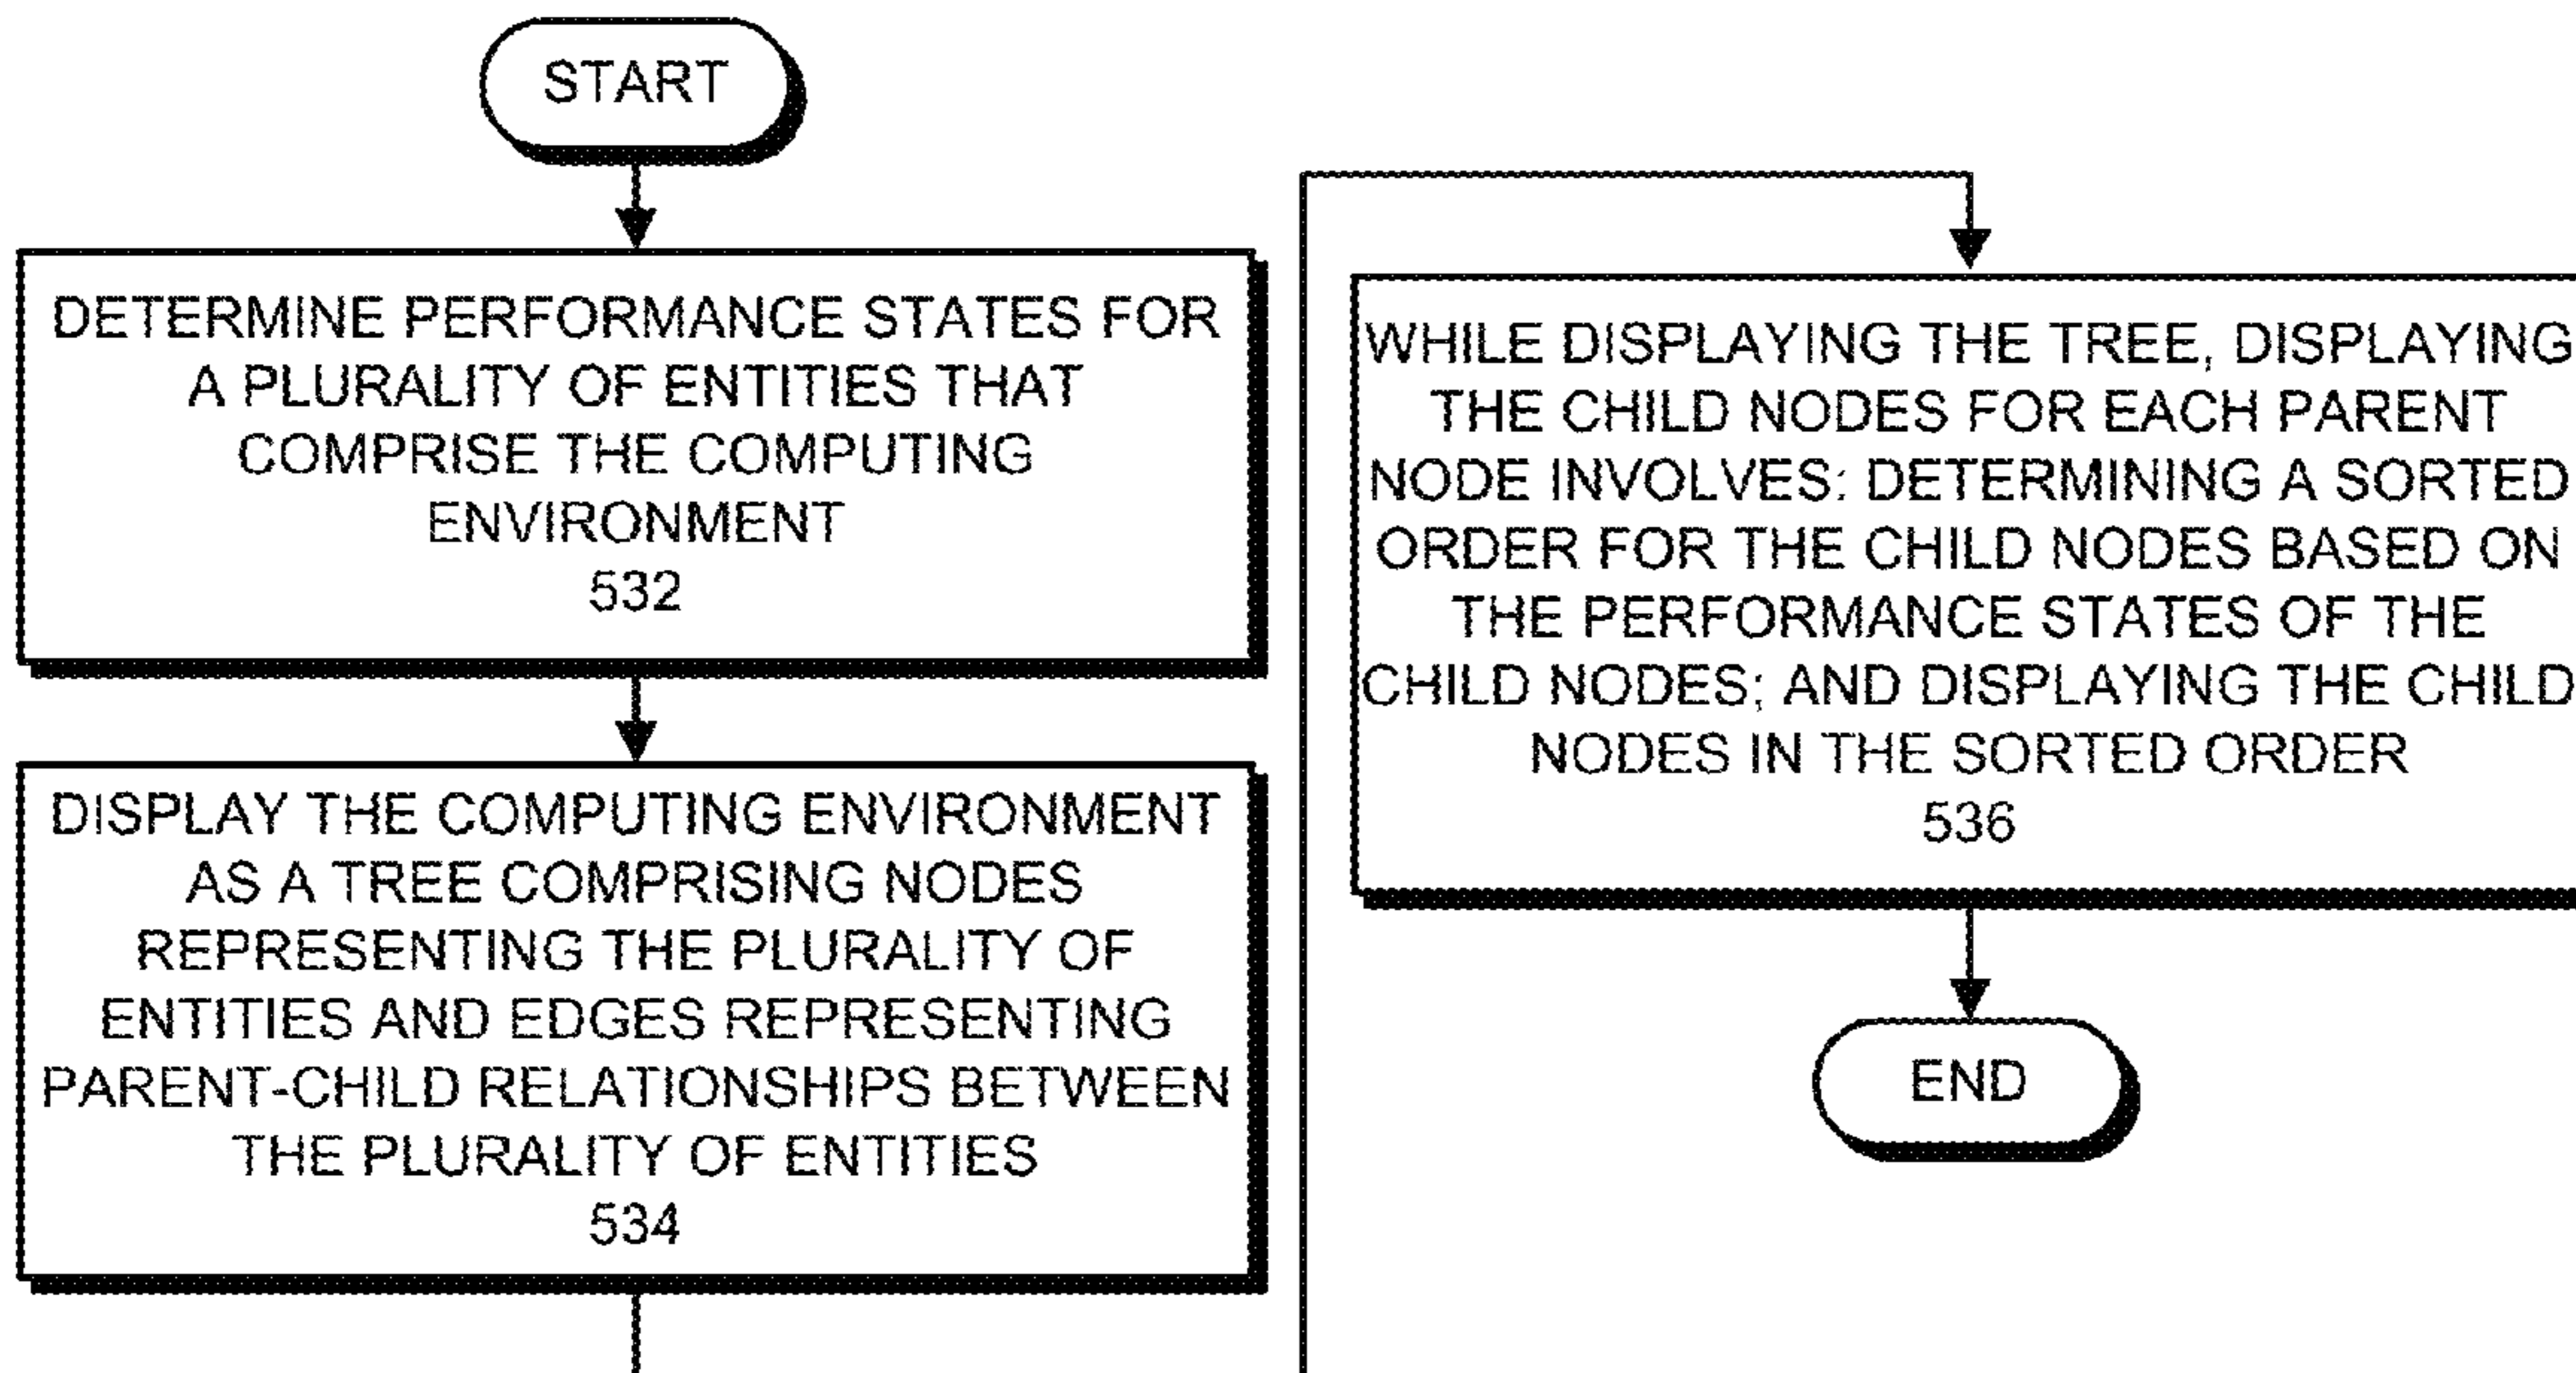 START
DETERMINE PERFORMANCE STATES FOR
A PLURALITY OF ENTITIES THAT
COMPRISE THE COMPUTING
ENVIRONMENT
532
DISPLAY THE COMPUTING ENVIRONMENT
AS A TREE COMPRISING NODES
REPRESENTING THE PLURALITY OF
ENTITIES AND EDGES REPRESENTING
PARENT-CHILD RELATIONSHIPS BETWEEN
THE PLURALITY OF ENTITIES
534
WHILE DISPLAYING THE TREE, DISPLAYING
THE CHILD NODES FOR EACH PARENT
NODE INVOLVES: DETERMINING A SORTED
ORDER FOR THE CHILD NODES BASED ON
THE PERFORMANCE STATES OF THE
CHILD NODES; AND DISPLAYING THE CHILD
NODES IN THE SORTED ORDER
536
END